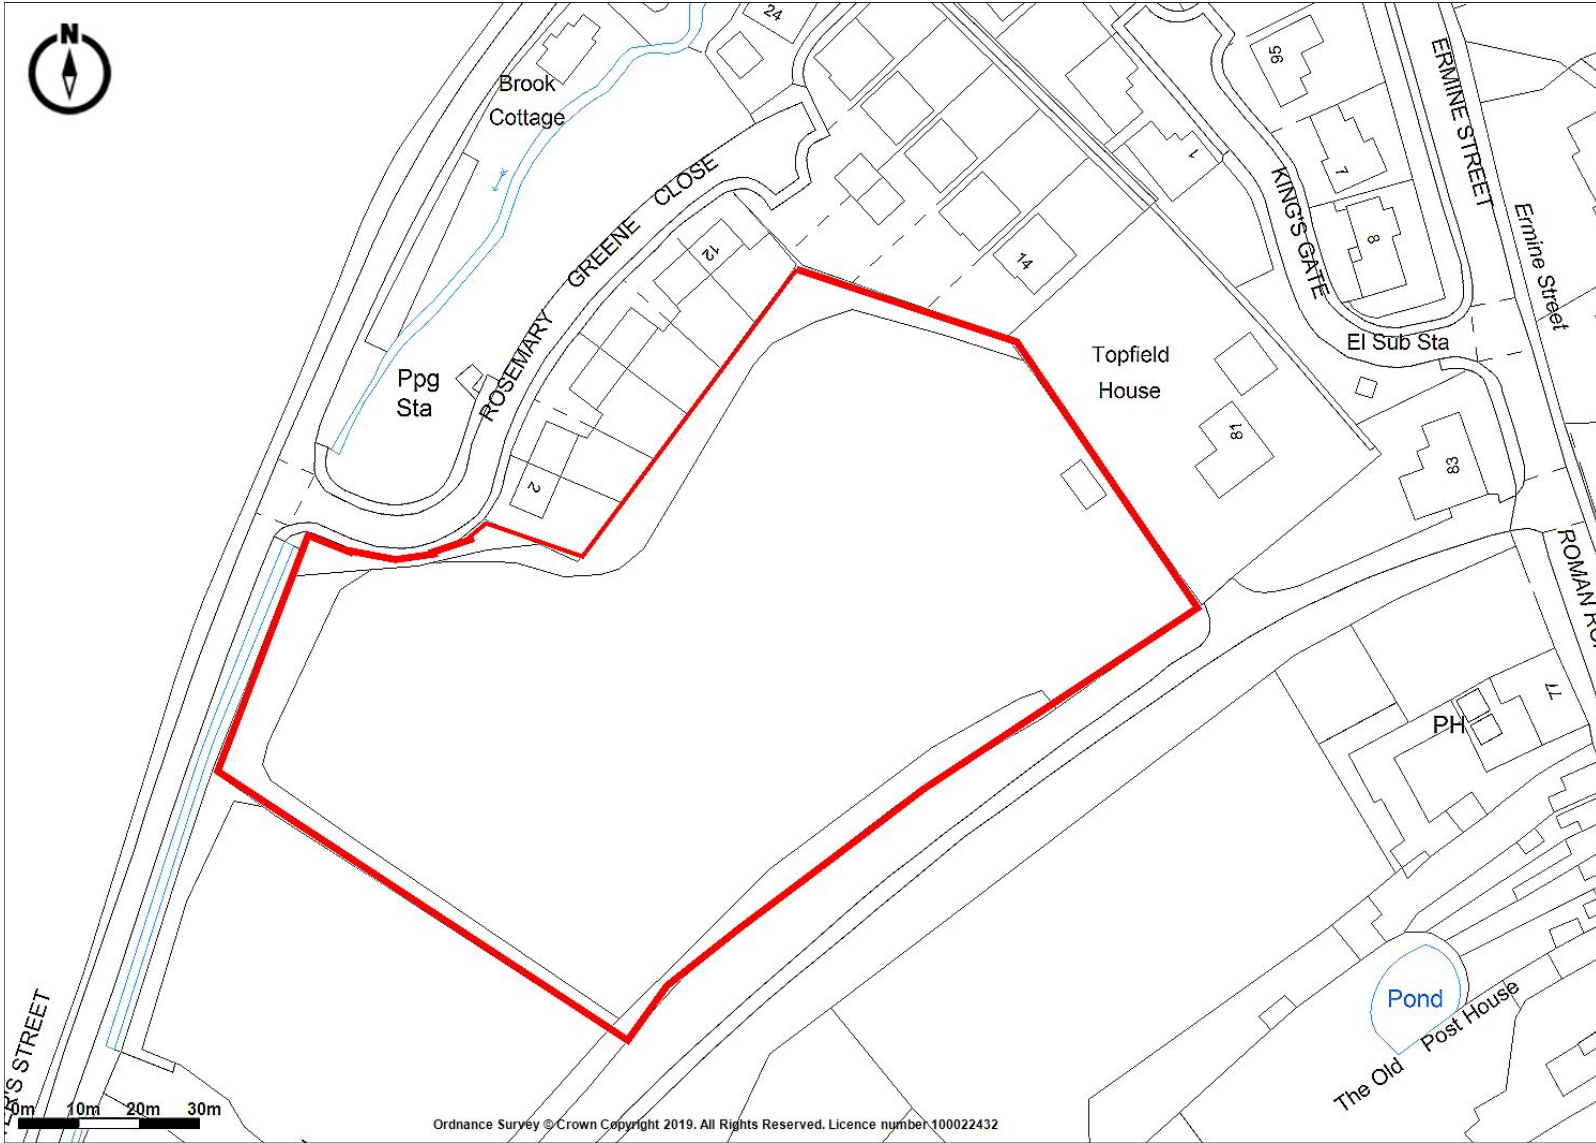 N
24
Brook
Cottage
95
ERMINE STREET
1
7
KING'S GATE
ROSEMARY GREENE CLOSE
Ermine Street
8
12
14
El Sub Sta
Topfield
House
Ppg
Sta
81
83
2
ROMAN
77
PH
Pond
The Old Post House
'S STREET
0m 10m 20m 30m
Ordnance Survey © Crown Copyright 2019. All Rights Reserved. Licence number 100022432